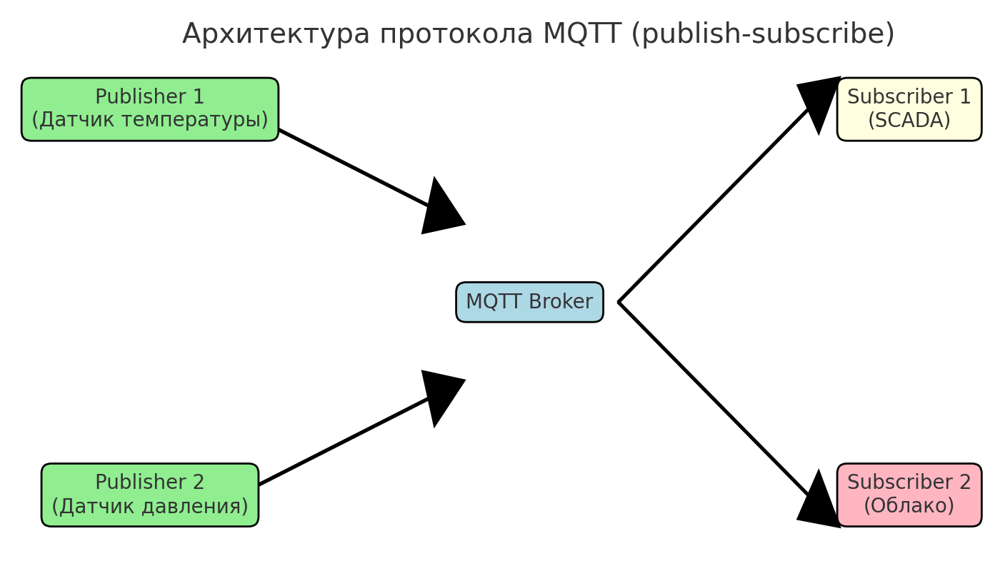 Архитектура протокола MQTT (publish-subscribe)
Publisher 1
(Датчик температуры)
Subscriber 1
(SCADA)
MQTT Broker
Publisher 2
(Датчик давления)
Subscriber 2
(Облако)